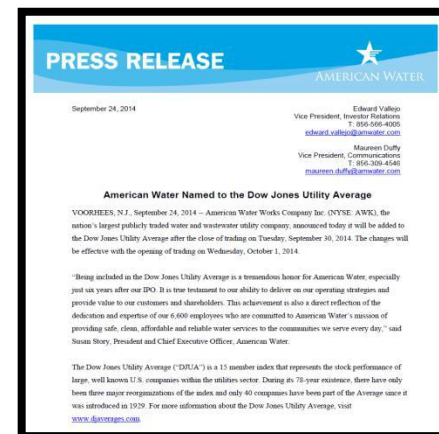 PRESS RELEASE
AMERICAN WATER
September 24, 2014
Edward Vallejo
Vice President, Investor Relations
T: 856-566-4005
edward.vallejo@amwater.com
Maureen Duffy
Vice President, Communications
T: 856-309-4546
maureen.duffy@amwater.com
American Water Named to the Dow Jones Utility Average
VOORHEES, N.J., September 24, 2014 – American Water Works Company Inc. (NYSE: AWK), the
nation's largest publicly traded water and wastewater utility company, announced today it will be added to
the Dow Jones Utility Average after the close of trading on Tuesday, September 30, 2014. The changes will
be effective with the opening of trading on Wednesday, October 1, 2014.
"Being included in the Dow Jones Utility Average is a tremendous honor for American Water, especially
just six years after our IPO. It is true testament to our ability to deliver on our operating strategies and
provide value to our customers and shareholders. This achievement is also a direct reflection of the
dedication and expertise of our 6,600 employees who are committed to American Water's mission of
providing safe, clean, affordable and reliable water services to the communities we serve every day," said
Susan Story, President and Chief Executive Officer, American Water.
The Dow Jones Utility Average ("DJUA") is a 15 member index that represents the stock performance of
large, well known U.S. companies within the utilities sector. During its 78-year existence, there have only
been three major reorganizations of the index and only 40 companies have been part of the Average since it
was introduced in 1929. For more information about the Dow Jones Utility Average, visit
www.djaverages.com.